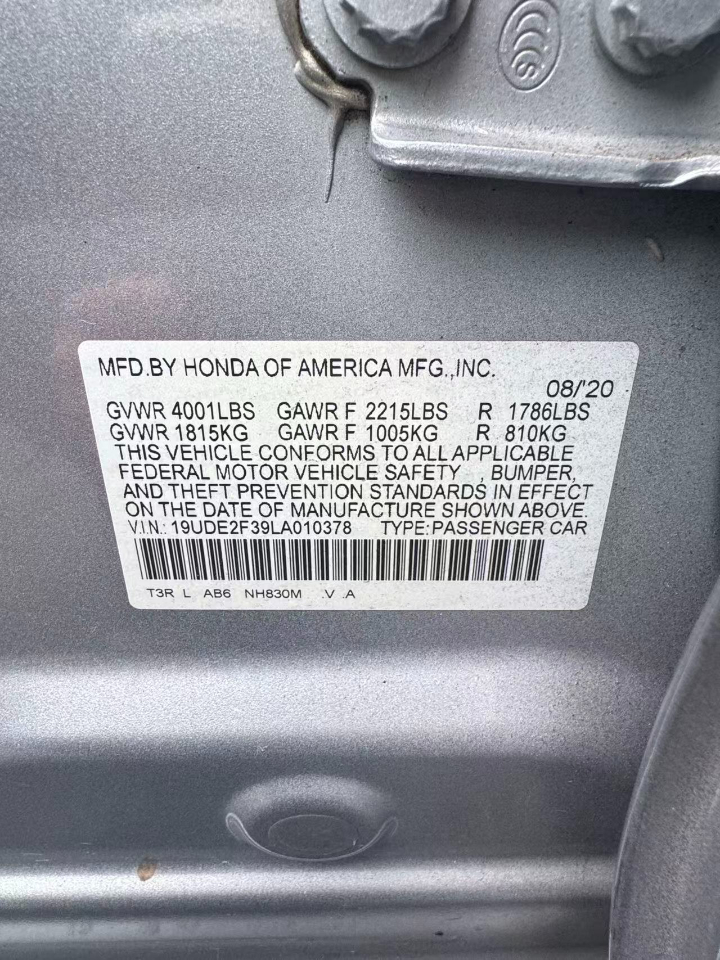 MFD.BY HONDA OF AMERICA MFG.,INC.
08/'20
GVWR 4001LBS GAWR F 2215LBS R 1786LBS
GVWR 1815KG GAWR F 1005KG R 810KG
THIS VEHICLE CONFORMS TO ALL APPLICABLE
FEDERAL MOTOR VEHICLE SAFETY , BUMPER,
AND THEFT PREVENTION STANDARDS IN EFFECT
ON THE DATE OF MANUFACTURE SHOWN ABOVE.
V.I.N.: 19UDE2F39LA010378 TYPE:PASSENGER CAR
T3R L AB6 NH830M .V .A